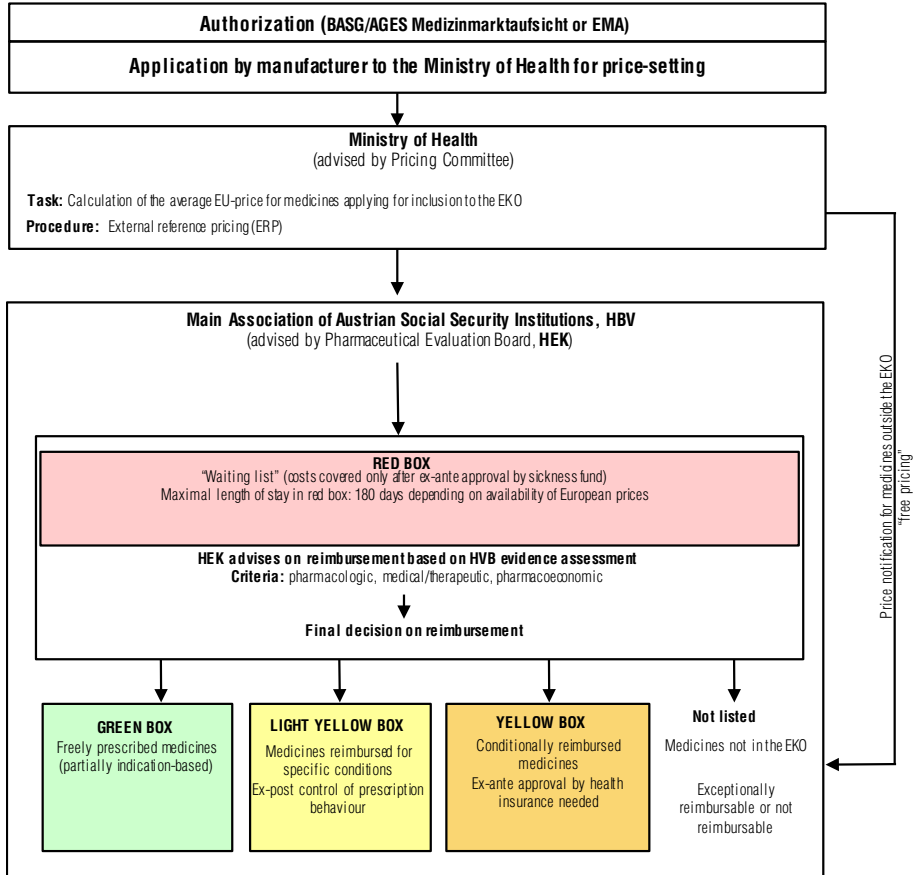 Authorization (BASG/AGES Medizinmarktaufsicht or EMA)
Application by manufacturer to the Ministry of Health for price-setting
Ministry of Health
(advised by Pricing Committee)
Task: Calculation of the average EU-price for medicines applying for inclusion to the EKO
Procedure: External reference pricing (ERP)
Main Association of Austrian Social Security Institutions, HBV
(advised by Pharmaceutical Evaluation Board, HEK)
RED BOX
“Waiting list” (costs covered only after ex-ante approval by sickness fund)
Maximal length of stay in red box: 180 days depending on availability of European prices
HEK advises on reimbursement based on HVB evidence assessment
Criteria: pharmacologic, medical/therapeutic, pharmacoeconomic
Final decision on reimbursement
GREEN BOX
Freely prescribed medicines
(partially indication-based)
LIGHT YELLOW BOX
Medicines reimbursed for
specific conditions
Ex-post control of prescription
behaviour
YELLOW BOX
Conditionally reimbursed
medicines
Ex-ante approval by health
insurance needed
Not listed
Medicines not in the EKO
Exceptionally
reimbursable or not
reimbursable
Price notification for medicines outside the EKO
“free pricing”